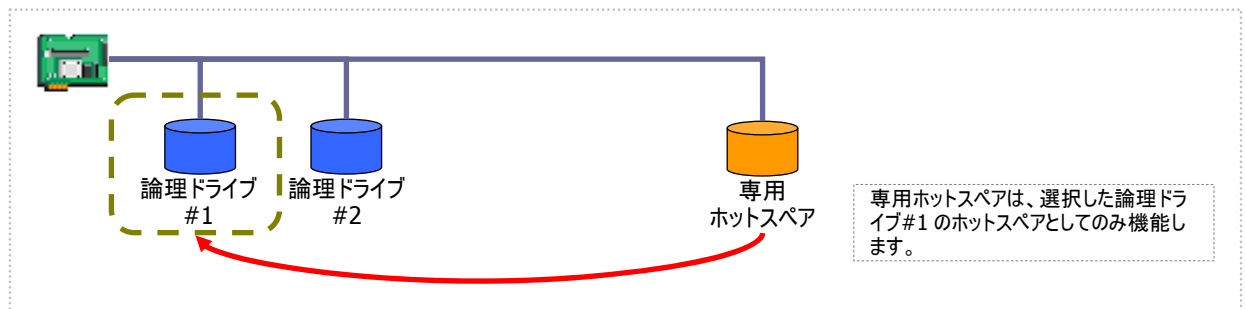 論理ドライブ
#1
論理ドライブ
#2
専用
ホットスペア
専用ホットスペアは、選択した論理ドラ
イブ#1 のホットスペアとしてのみ機能し
ます。